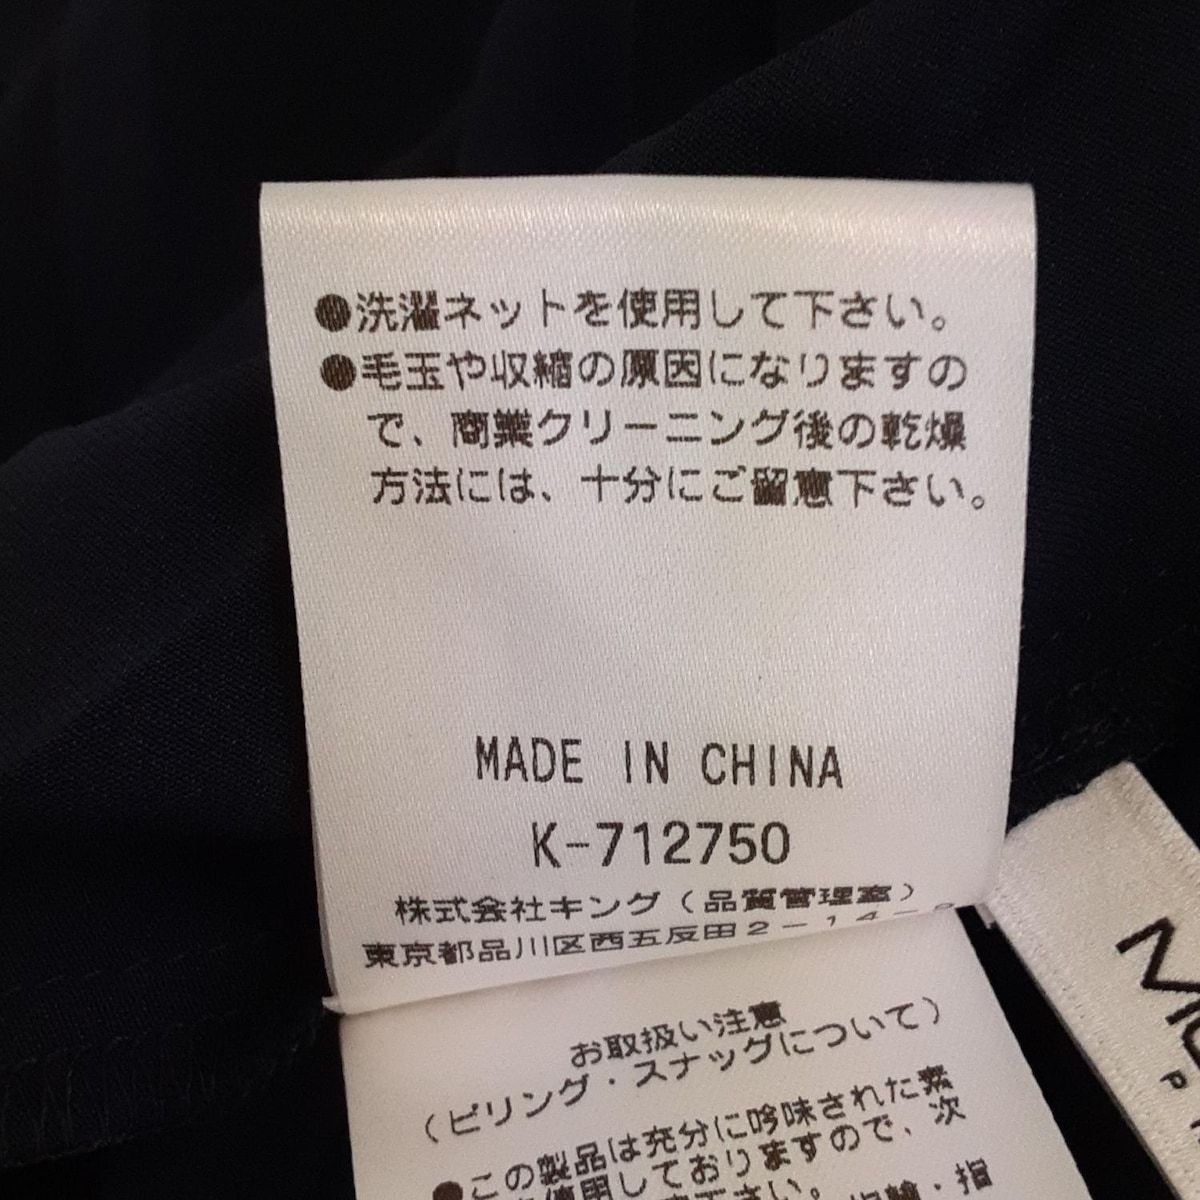 ●洗濯ネットを使用して下さい。
●毛玉や収縮の原因になりますの
で、商業クリーニング後の乾燥
方法には、十分にご留意下さい。
MADE IN CHINA
K-712750
株式会社キング(品質管理室)
東京都品川区西五反田2-14-
お取扱い注意
(ピリング・スナッグについて)
●この製品は充分に吟味された素
使用しておりますので、次
下さい。
指輪・指